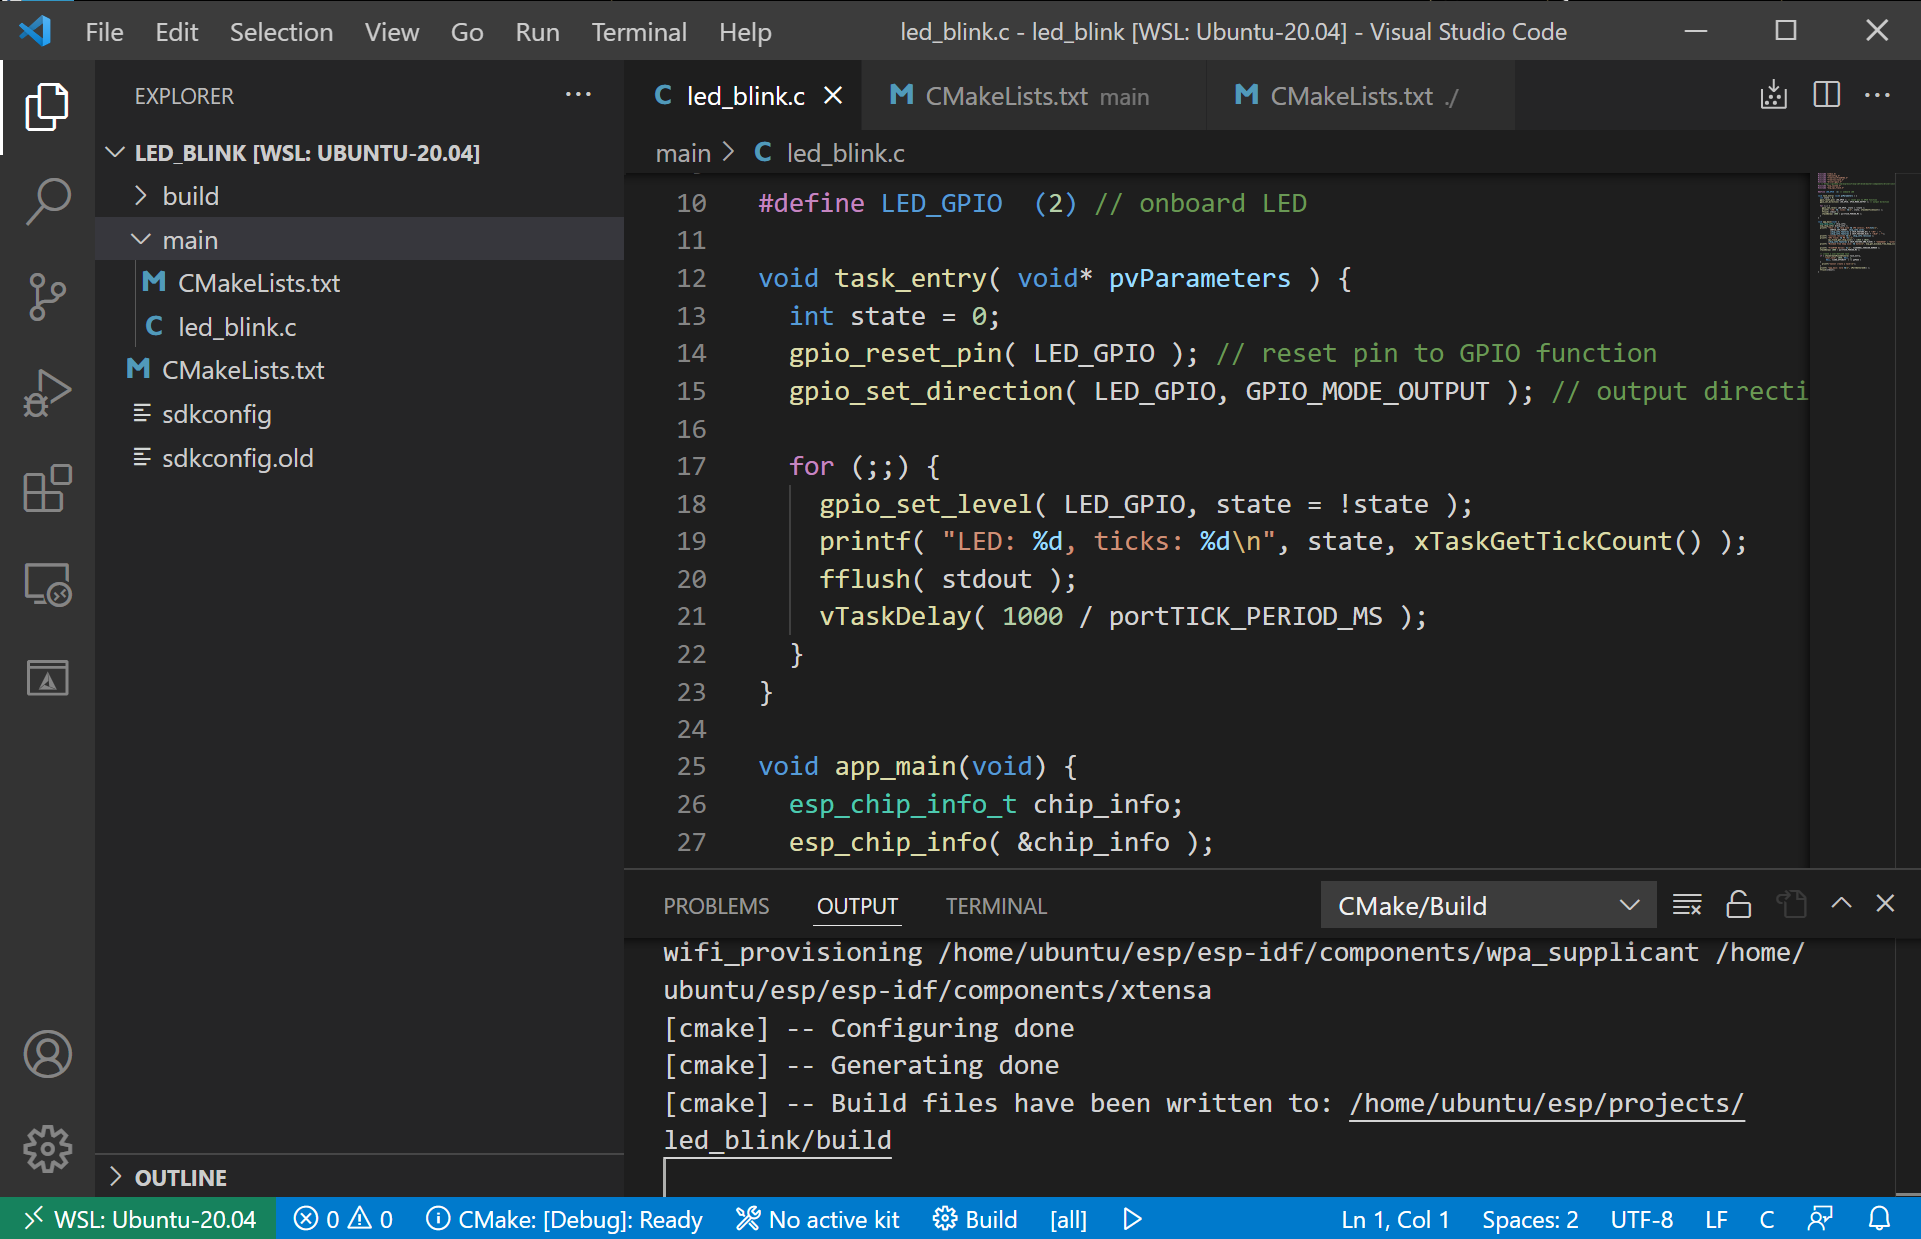 File Edit Selection View Go Run Terminal Help led_blink.c - led_blink [WSL: Ubuntu-20.04] - Visual Studio Code
EXPLORER
LED_BLINK [WSL: UBUNTU-20.04]
build
main
CMakeLists.txt
led_blink.c
CMakeLists.txt
sdkconfig
sdkconfig.old
OUTLINE
led_blink.c CMakeLists.txt main CMakeLists.txt ./
main > led_blink.c
10 #define LED_GPIO  (2) // onboard LED
11
12 void task_entry( void* pvParameters ) {
13   int state = 0;
14   gpio_reset_pin( LED_GPIO ); // reset pin to GPIO function
15   gpio_set_direction( LED_GPIO, GPIO_MODE_OUTPUT ); // output directi
16
17   for (;;) {
18     gpio_set_level( LED_GPIO, state = !state );
19     printf( "LED: %d, ticks: %d\n", state, xTaskGetTickCount() );
20     fflush( stdout );
21     vTaskDelay( 1000 / portTICK_PERIOD_MS );
22   }
23 }
24
25 void app_main(void) {
26   esp_chip_info_t chip_info;
27   esp_chip_info( &chip_info );
PROBLEMS OUTPUT TERMINAL CMake/Build
wifi_provisioning /home/ubuntu/esp/esp-idf/components/wpa_supplicant /home/
ubuntu/esp/esp-idf/components/xtensa
[cmake] -- Configuring done
[cmake] -- Generating done
[cmake] -- Build files have been written to: /home/ubuntu/esp/projects/
led_blink/build
WSL: Ubuntu-20.04 0 0 CMake: [Debug]: Ready No active kit Build [all] Ln 1, Col 1 Spaces: 2 UTF-8 LF C